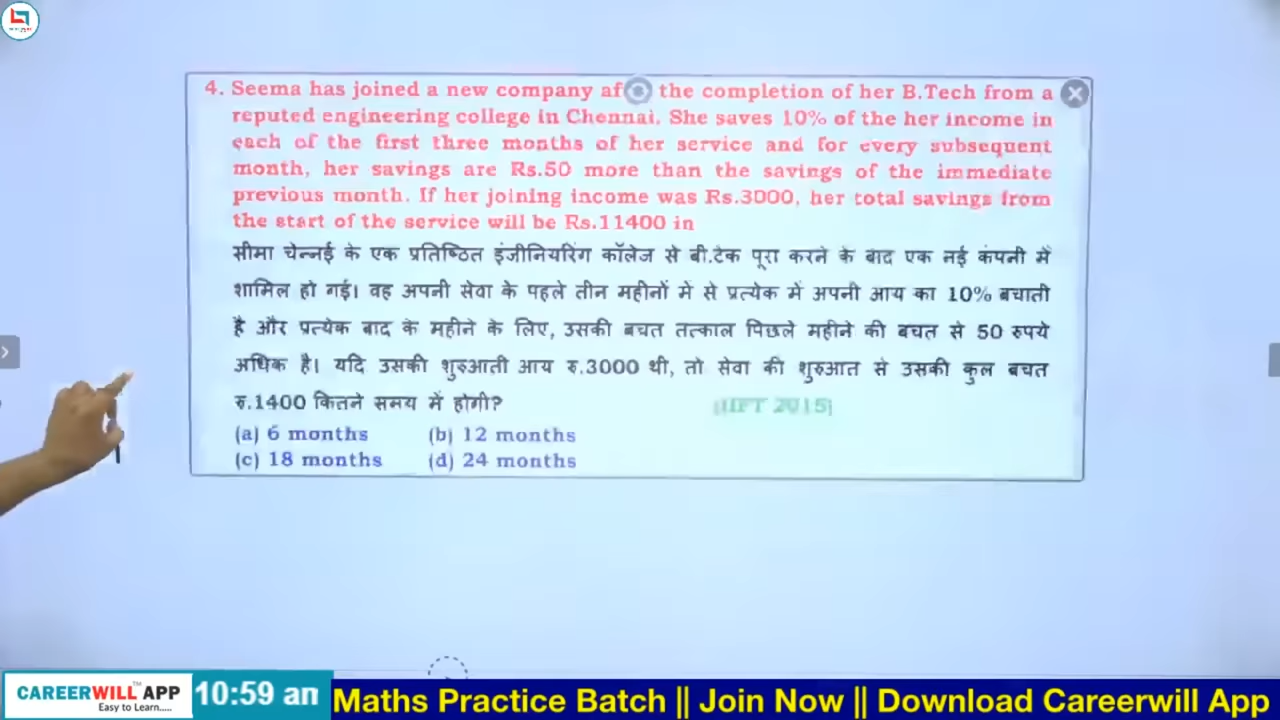 4. Seema has joined a new company af the completion of her B.Tech from a
reputed engineering college in Chennai. She saves 10% of the her income in
each of the first three months of her service and for every subsequent
month, her savings are Rs.50 more than the savings of the immediate
previous month. If her joining income was Rs.3000, her total savings from
the start of the service will be Rs.11400 in
सीमा चेन्नई के एक प्रतिष्ठित इंजीनियरिंग कॉलेज से बी.टेक पूरा करने के बाद एक नई कंपनी में
शामिल हो गई। वह अपनी सेवा के पहले तीन महीनों में से प्रत्येक में अपनी आय का 10% बचाती
है और प्रत्येक बाद के महीने के लिए, उसकी बचत तत्काल पिछले महीने की बचत से 50 रुपये
अधिक है। यदि उसकी शुरुआती आय रु.3000 थी, तो सेवा की शुरुआत से उसकी कुल बचत
रु.1400 कितने समय में होगी?
(IIFT 2015)
(a) 6 months (b) 12 months
(c) 18 months (d) 24 months
CAREERWILL APP
Easy to Learn.....
10:59 an
Maths Practice Batch || Join Now || Download Careerwill App